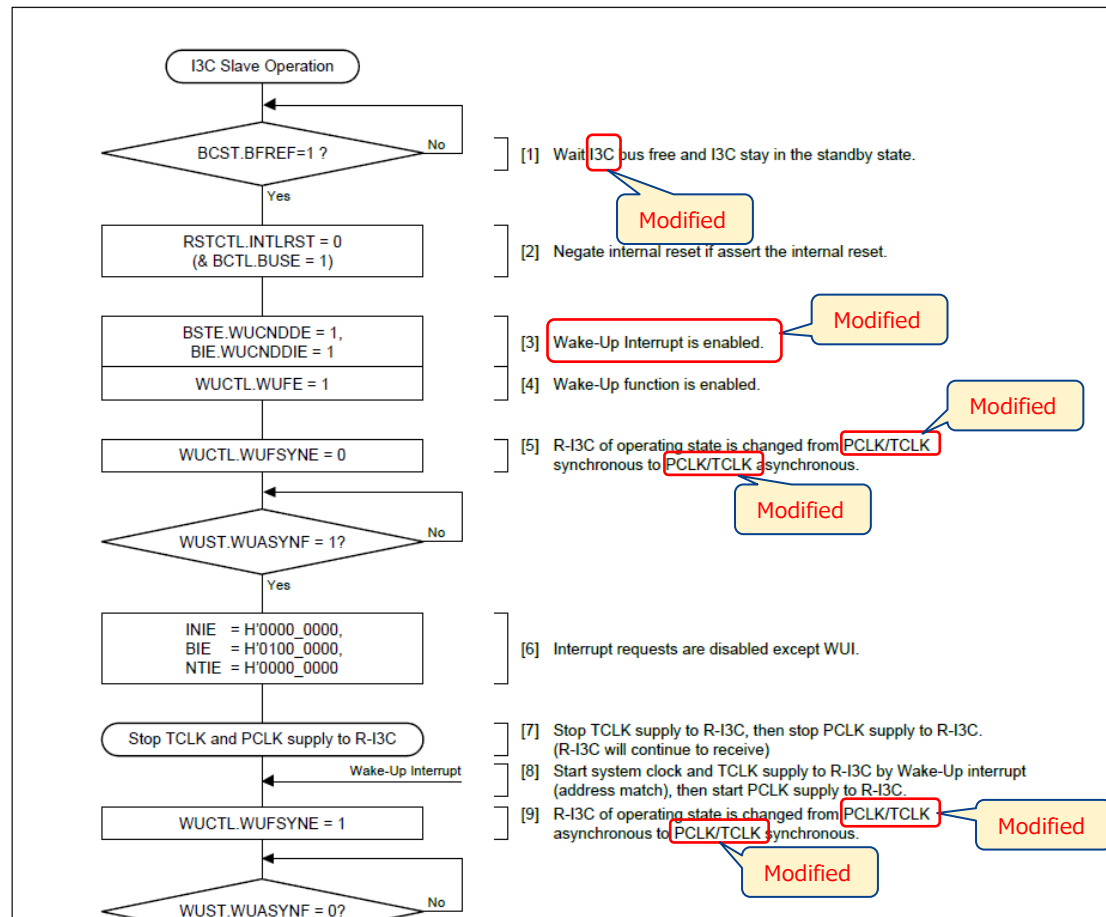 I3C Slave Operation
BCST.BFREF=1 ?
No
[1] Wait I3C bus free and I3C stay in the standby state.
Modified
Yes
RSTCTL.INTLRST = 0
(& BCTL.BUSE = 1)
[2] Negate internal reset if assert the internal reset.
BSTE.WUCNDDE = 1,
BIE.WUCNDDIE = 1
[3] Wake-Up Interrupt is enabled.
Modified
WUCTL.WUFE = 1
[4] Wake-Up function is enabled.
Modified
WUCTL.WUFSYNE = 0
[5] R-I3C of operating state is changed from PCLK/TCLK
synchronous to PCLK/TCLK asynchronous.
Modified
WUST.WUASYNF = 1?
No
Yes
INIE = H'0000_0000,
BIE = H'0100_0000,
NTIE = H'0000_0000
[6] Interrupt requests are disabled except WUI.
Stop TCLK and PCLK supply to R-I3C
[7] Stop TCLK supply to R-I3C, then stop PCLK supply to R-I3C.
(R-I3C will continue to receive)
Wake-Up Interrupt
[8] Start system clock and TCLK supply to R-I3C by Wake-Up interrupt
(address match), then start PCLK supply to R-I3C.
WUCTL.WUFSYNE = 1
[9] R-I3C of operating state is changed from PCLK/TCLK
asynchronous to PCLK/TCLK synchronous.
Modified
Modified
WUST.WUASYNF = 0?
No